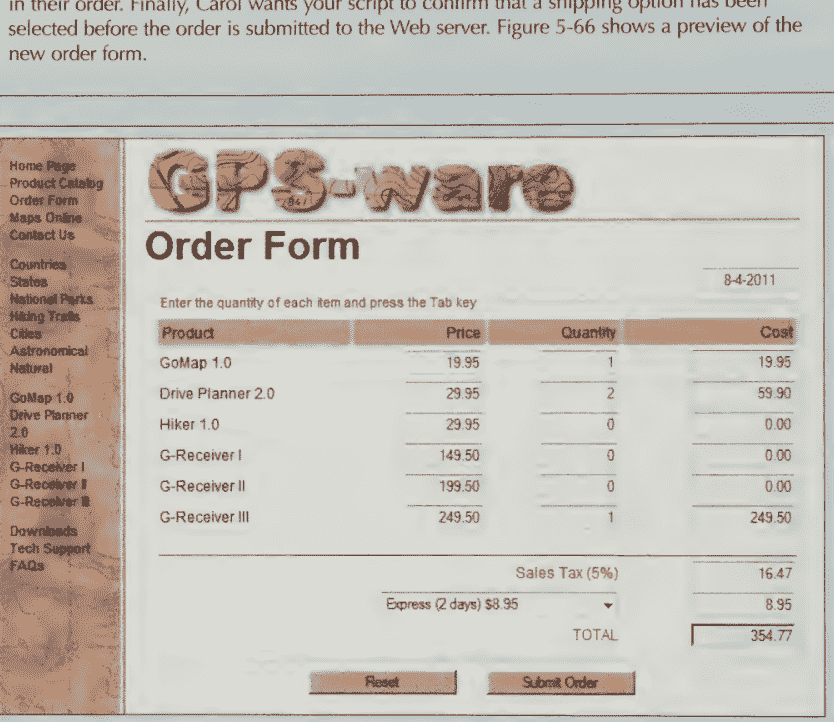 in their order. Finally, Carol wants your script to confirm that a shipping option has been
selected before the order is submitted to the Web server. Figure 5-66 shows a preview of the
new order form.
GPS-ware
Home Page
Product Catalog
Order Form
Maps Online
Contact Us
Countries
States
National Parks
Hiking Trails
Cities
Astronomical
Natural
GoMap 1.0
Drive Planner
2.0
Hiker 1.0
G-Receiver I
G-Receiver II
G-Receiver III
Downloads
Tech Support
FAQs
Order Form
8-4-2011
Enter the quantity of each item and press the Tab key
Product Price Quantity Cost
GoMap 1.0 19.95 1 19.95
Drive Planner 2.0 29.95 2 59.90
Hiker 1.0 29.95 0 0.00
G-Receiver I 149.50 0 0.00
G-Receiver II 199.50 0 0.00
G-Receiver III 249.50 1 249.50
Sales Tax (5%) 16.47
Express (2 days) $8.95 8.95
TOTAL 354.77
Reset Submit Order